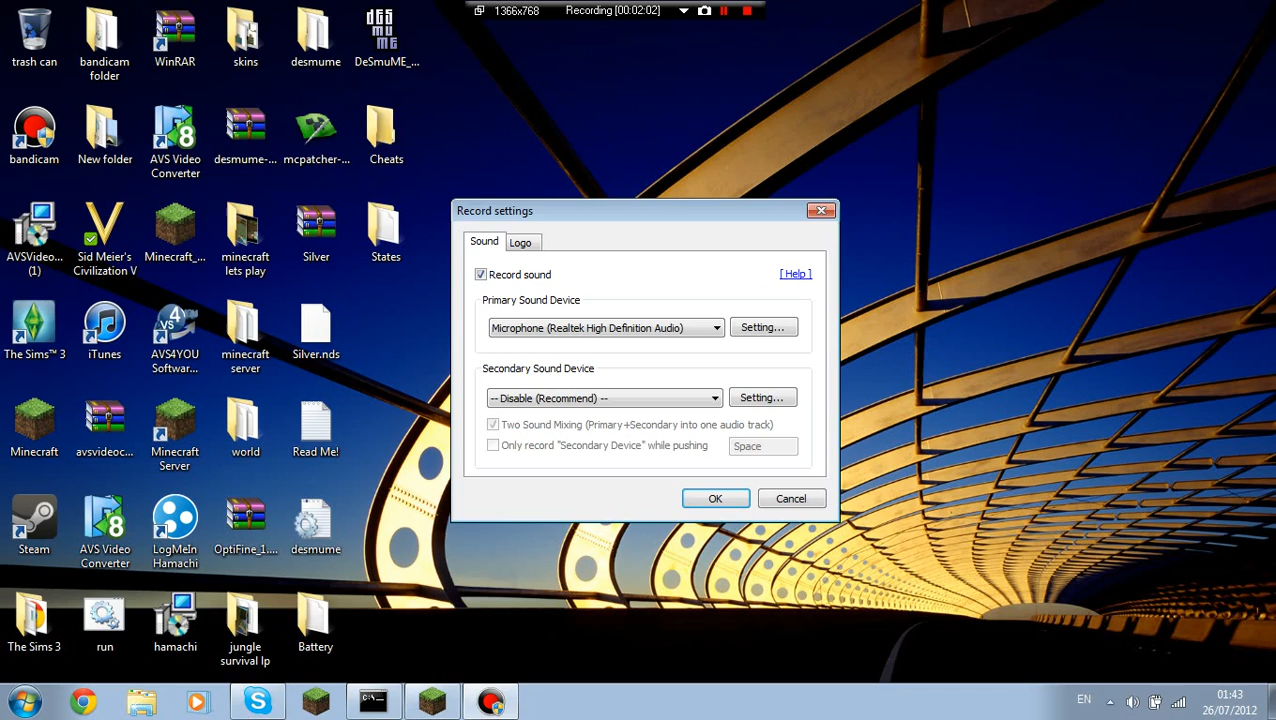 1366x768 Recording [00:02:02]
trash can
bandicam
folder
WinRAR
skins
desmume
DeSmuME_...
bandicam
New folder
AVS Video
Converter
desmume-...
mcpatcher-...
Cheats
AVSVideo...
(1)
Sid Meier's
Civilization V
Minecraft_...
minecraft
lets play
Silver
States
The Sims™ 3
iTunes
AVS4YOU
Softwar...
minecraft
server
Silver.nds
Minecraft
avsvideoc...
Minecraft
Server
world
Read Me!
Steam
AVS Video
Converter
LogMeIn
Hamachi
OptiFine_1....
desmume
The Sims 3
run
hamachi
jungle
survival lp
Battery
Record settings
Sound Logo
Record sound [ Help ]
Primary Sound Device
Microphone (Realtek High Definition Audio) Setting...
Secondary Sound Device
-- Disable (Recommend) -- Setting...
Two Sound Mixing (Primary+Secondary into one audio track)
Only record "Secondary Device" while pushing Space
OK Cancel
EN
01:43
26/07/2012